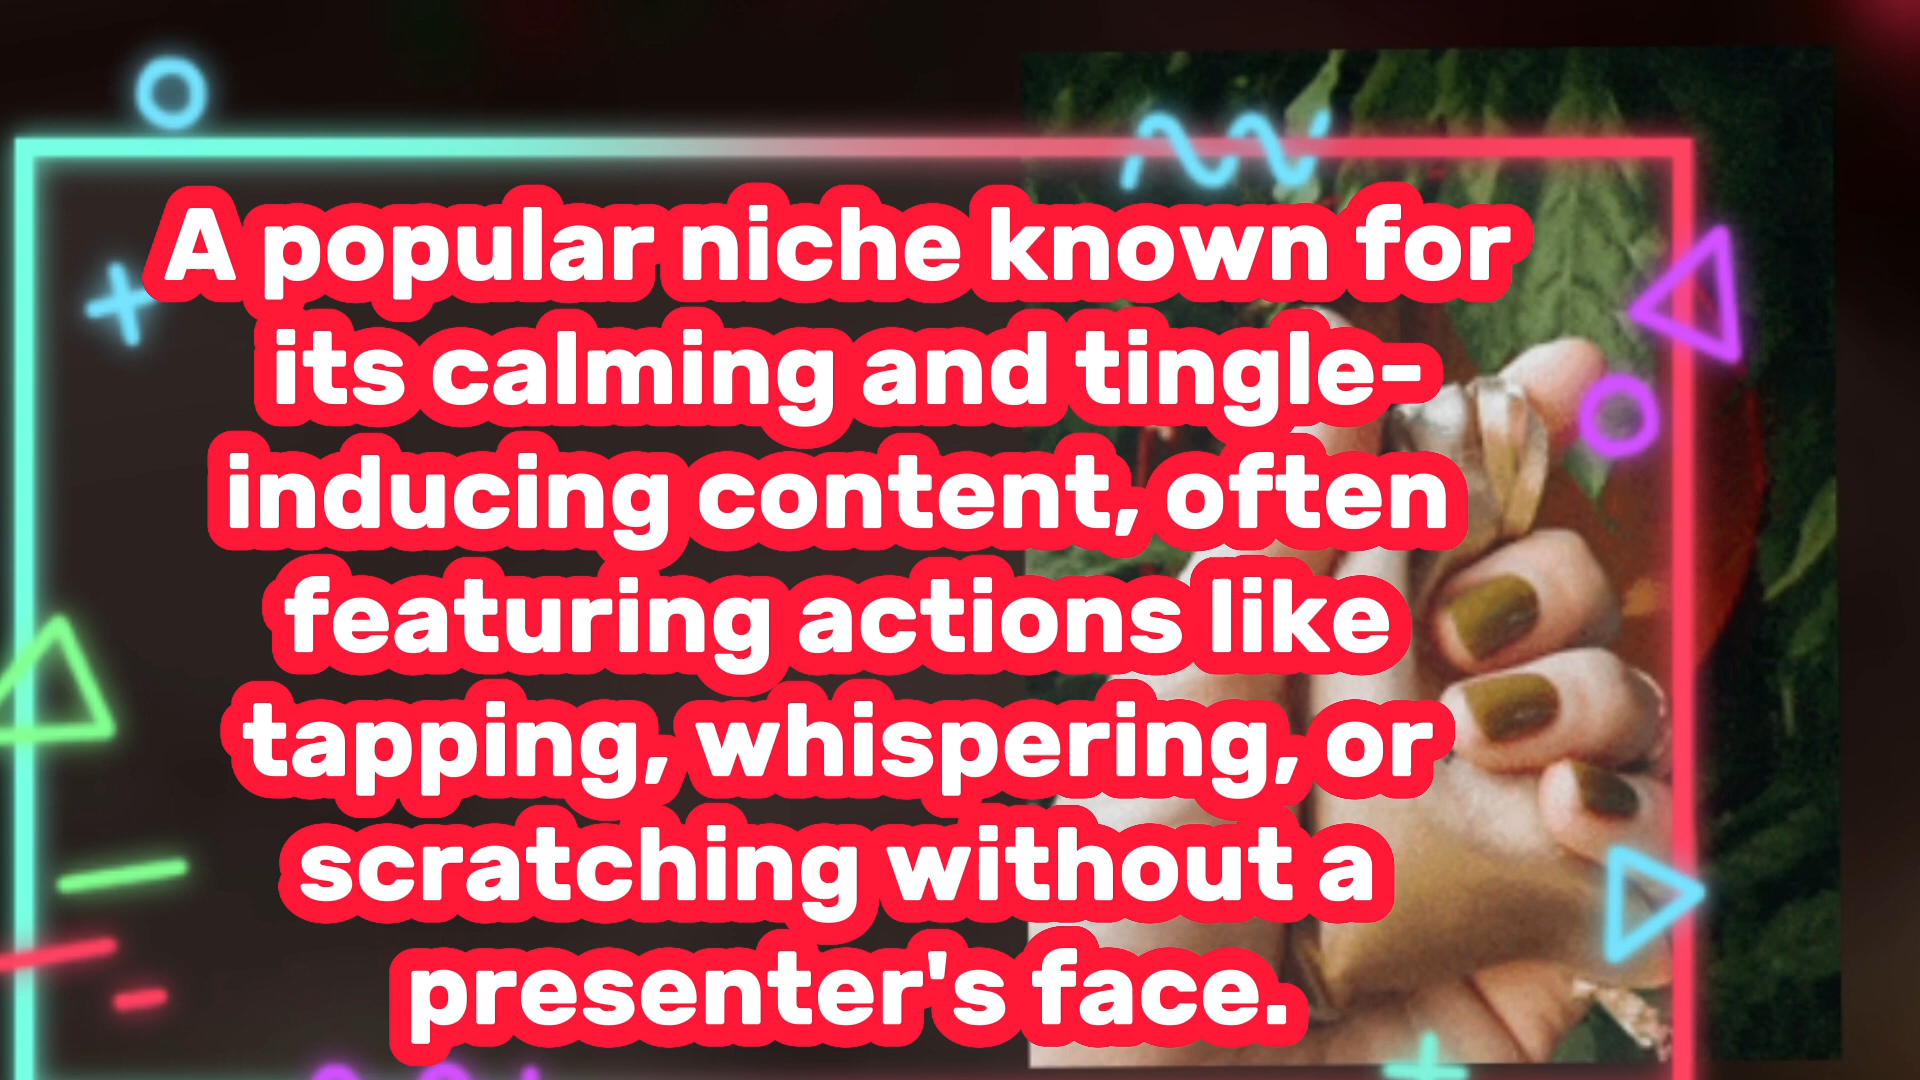 A popular niche known for
its calming and tingle-
inducing content, often
featuring actions like
tapping, whispering, or
scratching without a
presenter's face.